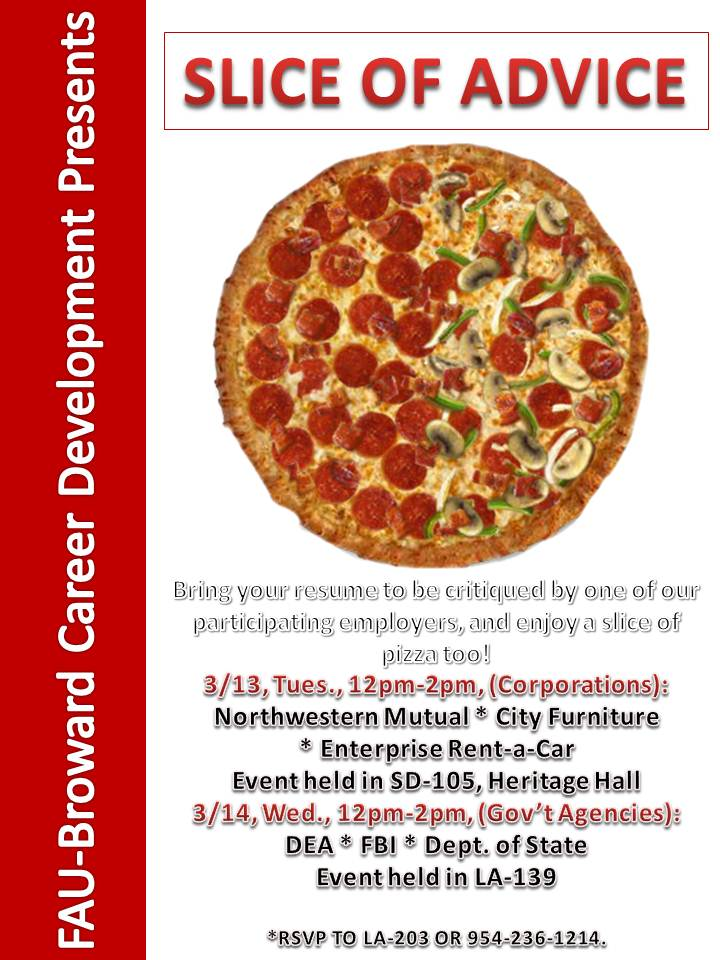 FAU-Broward Career Development Presents
SLICE OF ADVICE
Bring your resume to be critiqued by one of our
participating employers, and enjoy a slice of
pizza too!
3/13, Tues., 12pm-2pm, (Corporations):
Northwestern Mutual * City Furniture
* Enterprise Rent-a-Car
Event held in SD-105, Heritage Hall
3/14, Wed., 12pm-2pm, (Gov’t Agencies):
DEA * FBI * Dept. of State
Event held in LA-139
*RSVP TO LA-203 OR 954-236-1214.